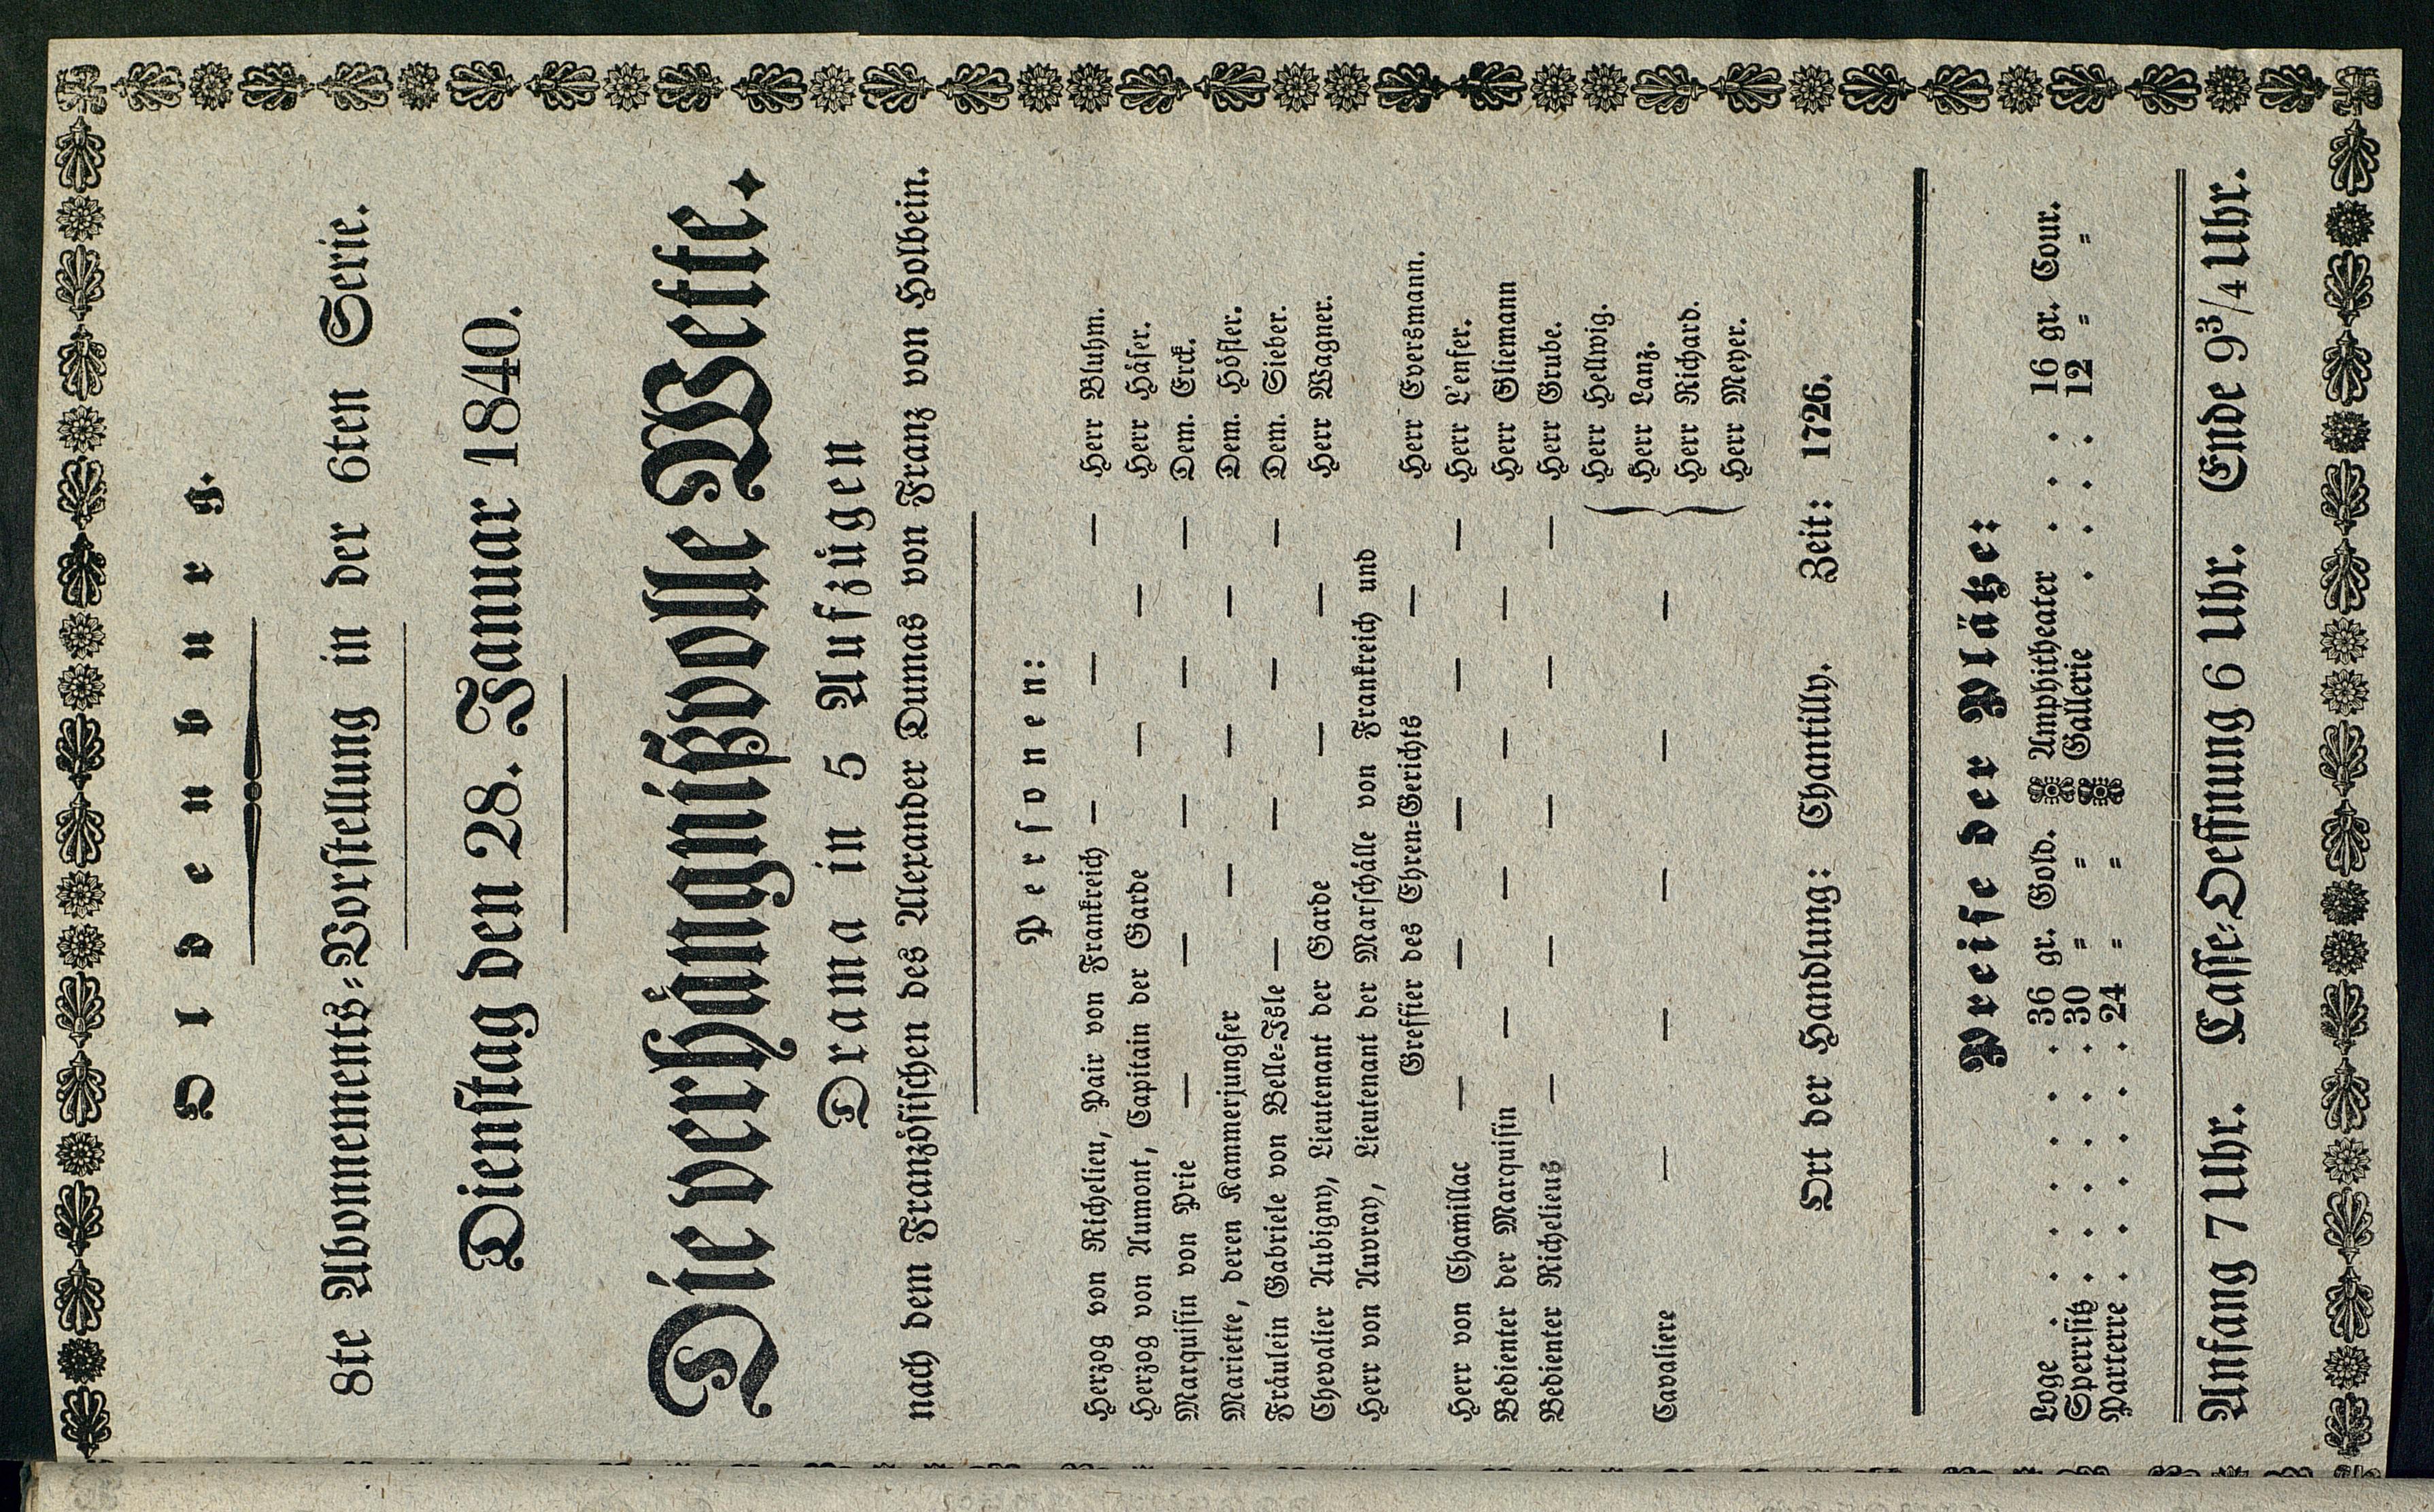 Oldenburg.
8te Abonnements-Vorstellung in der 6ten Serie.
Dienstag den 28. Januar 1840.
Die verhängnißvolle Wette.
Drama in 5 Aufzügen
nach dem Französischen des Alexander Dumas von Franz von Holbein.
Personen:
Herzog von Richelieu, Pair von Frankreich — — — Herr Bluhm.
Herzog von Aumont, Capitain der Garde — — Herr Häser.
Marquisin von Prie — — — — — Dem. Erck.
Mariette, deren Kammerjungfer — — — Dem. Höfler.
Fräulein Gabriele von Belle-Isle — — — — Dem. Sieber.
Chevalier Aubigny, Lieutenant der Garde — — Herr Wagner.
Herr von Auvray, Lieutenant der Marschälle von Frankreich und
Greffier des Ehren-Gerichts — Herr Eversmann.
Herr von Chamillac — — — — — Herr L'enser.
Bedienter der Marquisin — — — — Herr Gliemann
Bedienter Richelieus — — — — — Herr Grube.
Cavaliere — — — — — } Herr Hellwig.
Herr Lanz.
Herr Richard.
Herr Meyer.
Ort der Handlung: Chantilly. Zeit: 1726.
Preise der Plätze:
Loge . . . . . . 36 gr. Gold. Amphitheater . . 16 gr. Cour.
Sperrsitz . . . . . . 30 = = Gallerie . . . 12 = =
Parterre . . . . . . 24 = =
Anfang 7 Uhr. Casse-Oeffnung 6 Uhr. Ende 9 3/4 Uhr.